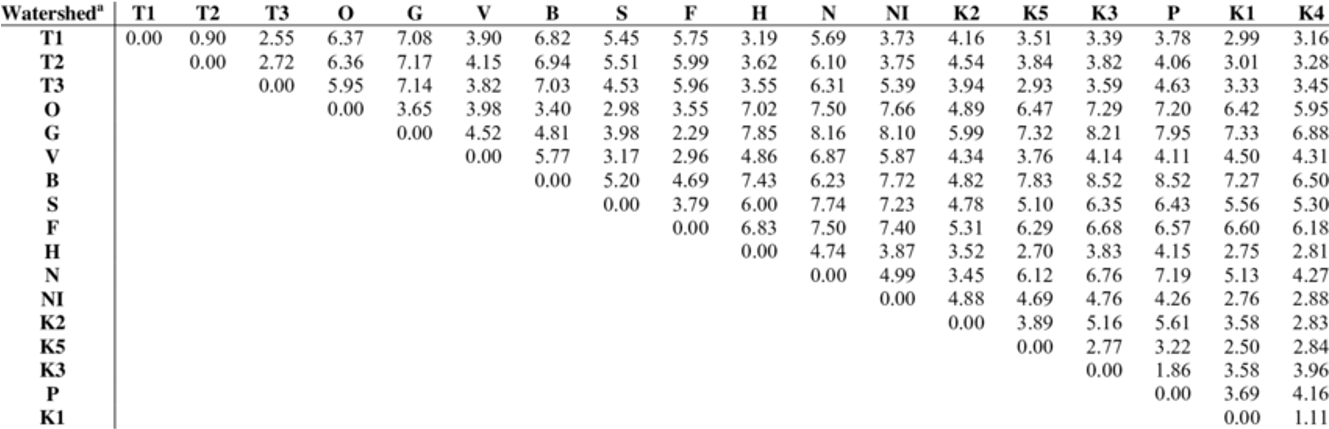 Watershedᵃ T1 T2 T3 O G V B S F H N NI K2 K5 K3 P K1 K4
T1 0.00 0.90 2.55 6.37 7.08 3.90 6.82 5.45 5.75 3.19 5.69 3.73 4.16 3.51 3.39 3.78 2.99 3.16
T2 0.00 2.72 6.36 7.17 4.15 6.94 5.51 5.99 3.62 6.10 3.75 4.54 3.84 3.82 4.06 3.01 3.28
T3 0.00 5.95 7.14 3.82 7.03 4.53 5.96 3.55 6.31 5.39 3.94 2.93 3.59 4.63 3.33 3.45
O 0.00 3.65 3.98 3.40 2.98 3.55 7.02 7.50 7.66 4.89 6.47 7.29 7.20 6.42 5.95
G 0.00 4.52 4.81 3.98 2.29 7.85 8.16 8.10 5.99 7.32 8.21 7.95 7.33 6.88
V 0.00 5.77 3.17 2.96 4.86 6.87 5.87 4.34 3.76 4.14 4.11 4.50 4.31
B 0.00 5.20 4.69 7.43 6.23 7.72 4.82 7.83 8.52 8.52 7.27 6.50
S 0.00 3.79 6.00 7.74 7.23 4.78 5.10 6.35 6.43 5.56 5.30
F 0.00 6.83 7.50 7.40 5.31 6.29 6.68 6.57 6.60 6.18
H 0.00 4.74 3.87 3.52 2.70 3.83 4.15 2.75 2.81
N 0.00 4.99 3.45 6.12 6.76 7.19 5.13 4.27
NI 0.00 4.88 4.69 4.76 4.26 2.76 2.88
K2 0.00 3.89 5.16 5.61 3.58 2.83
K5 0.00 2.77 3.22 2.50 2.84
K3 0.00 1.86 3.58 3.96
P 0.00 3.69 4.16
K1 0.00 1.11